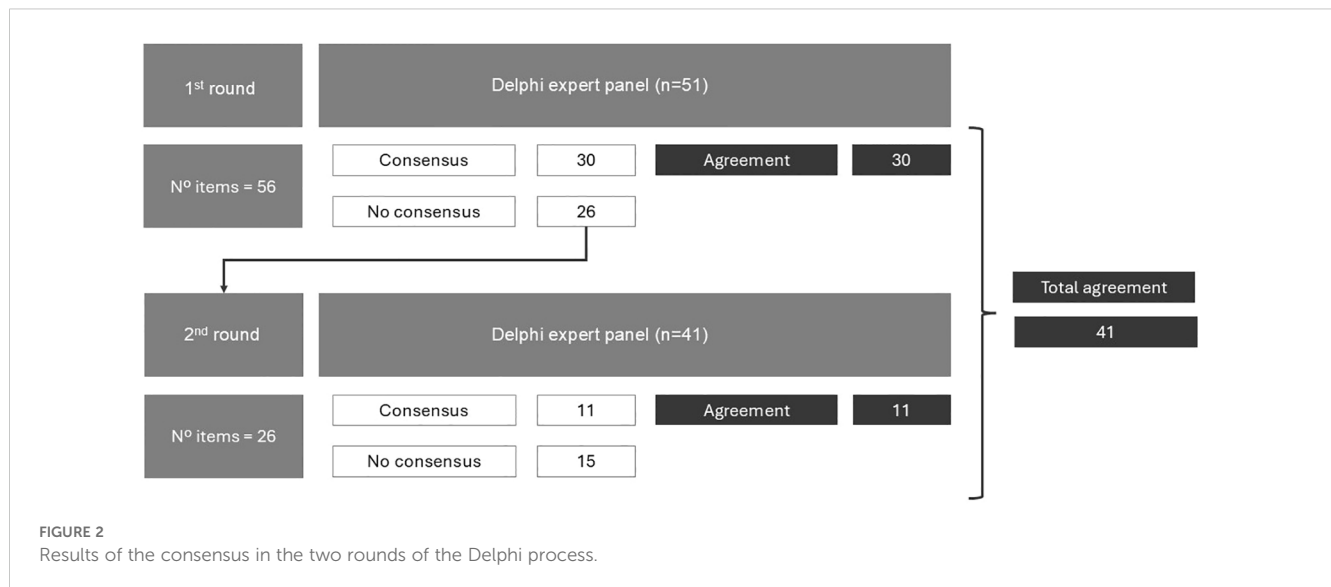 1st round
Delphi expert panel (n=51)
Nº items = 56
Consensus
30
Agreement
30
No consensus
26
2nd round
Delphi expert panel (n=41)
Nº items = 26
Consensus
11
Agreement
11
No consensus
15
Total agreement
41
FIGURE 2
Results of the consensus in the two rounds of the Delphi process.